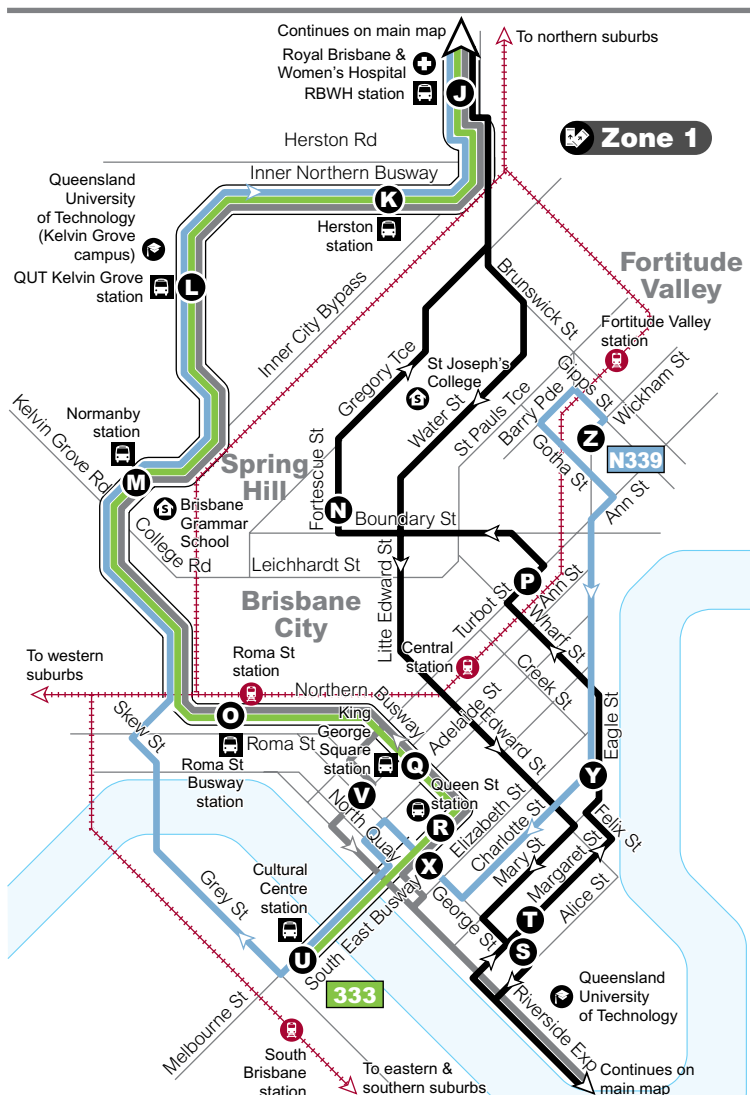 Continues on main map
To northern suburbs
Royal Brisbane &
Women's Hospital
RBWH station
J
Zone 1
Herston Rd
Inner Northern Busway
Queensland
University
of Technology
(Kelvin Grove
campus)
K
Herston
station
QUT Kelvin Grove
station
L
Inner City Bypass
Brunswick St
Fortitude
Valley
Fortitude Valley
station
Gregory Tce
St Joseph's
College
S
Water St
St Pauls Tce
Barry Pde
Gipps St
Wickham St
Gotha St
Z
N339
Ann St
Kelvin Grove Rd
Normanby
station
M
Spring
Hill
Fortescue St
N
Boundary St
S
Brisbane
Grammar
School
College
Rd
Leichhardt St
Litte Edward St
Brisbane
City
P
Turbot St
Ann St
Wharf St
Central
station
Creek St
To western
suburbs
Roma St
station
Northern
Busway
Adelaide St
Edward St
Eagle St
Skew St
O
Roma St
King
George
Square
station
Q
Roma St
Busway
station
V
Queen St
station
R
Y
North Quay
Elizabeth St
Charlotte St
Felix St
X
Mary St
Margaret St
Alice St
Cultural
Centre
station
Grey St
South East Busway
George St
T
S
U
333
Queensland
University
of Technology
Riverside Exp
Melbourne St
South
Brisbane
station
To eastern &
southern suburbs
Continues on
main map